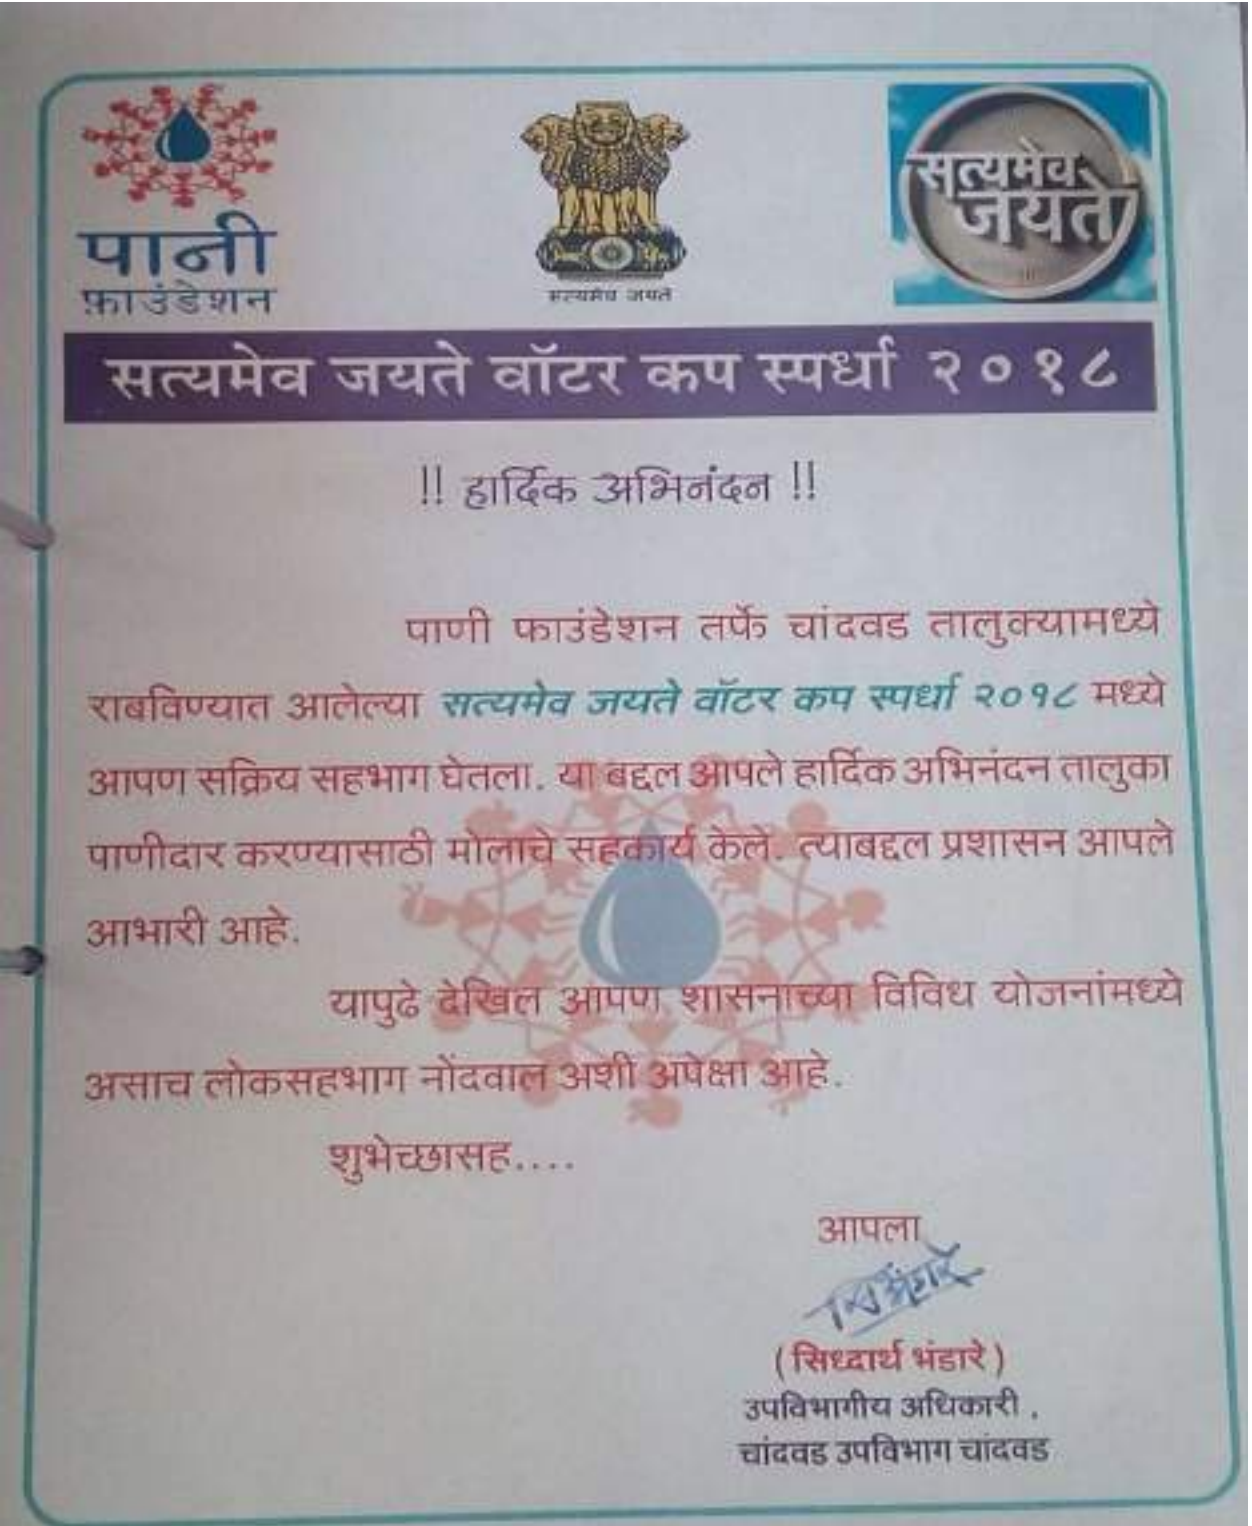 पानी
फ़ाउंडेशन
सत्यमेव जयते
सत्यमेव
जयते
सत्यमेव जयते वॉटर कप स्पर्धा २०१८
!! हार्दिक अभिनंदन !!
पाणी फाउंडेशन तर्फे चांदवड तालुक्यामध्ये
राबविण्यात आलेल्या सत्यमेव जयते वॉटर कप स्पर्धा २०१८ मध्ये
आपण सक्रिय सहभाग घेतला. या बद्दल आपले हार्दिक अभिनंदन तालुका
पाणीदार करण्यासाठी मोलाचे सहकार्य केले. त्याबद्दल प्रशासन आपले
आभारी आहे.
यापुढे देखिल आपण शासनाच्या विविध योजनांमध्ये
असाच लोकसहभाग नोंदवाल अशी अपेक्षा आहे.
शुभेच्छासह....
आपला
(सिध्दार्थ भंडारे)
उपविभागीय अधिकारी .
चांदवड उपविभाग चांदवड